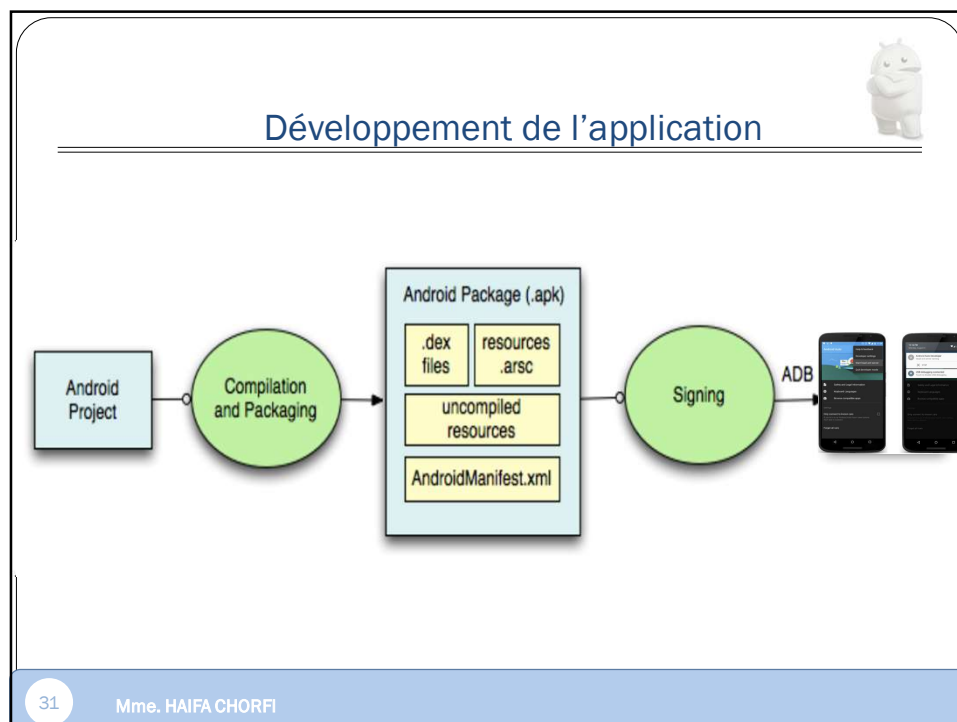 Développement de l’application
Android
Project
Compilation
and Packaging
Android Package (.apk)
.dex
files
resources
.arsc
uncompiled
resources
AndroidManifest.xml
Signing
ADB
31
Mme. HAIFA CHORFI